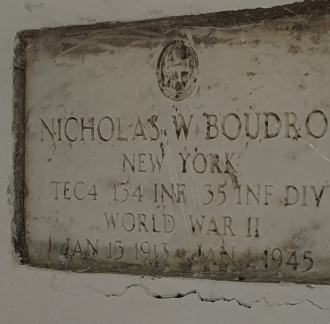 NICHOLAS W BOUDRO
NEW YORK
TEC4 134 INF 35 INF DIV
WORLD WAR II
JAN 13 1913 JAN 1945